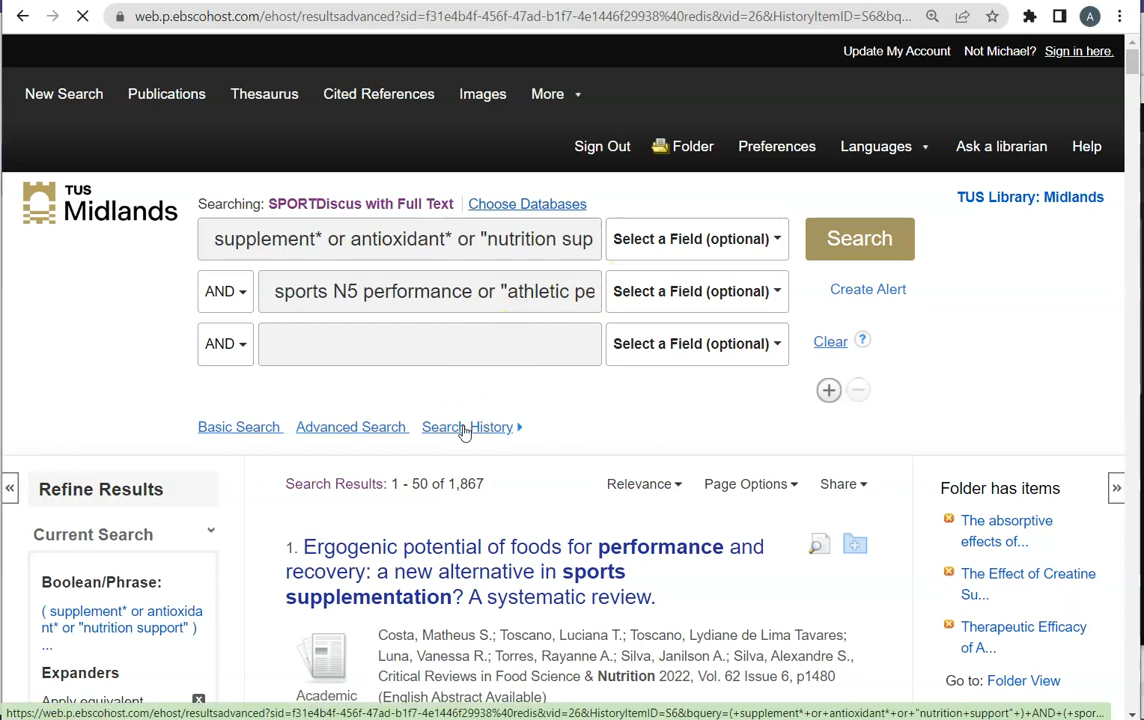 web.p.ebscohost.com/ehost/resultsadvanced?sid=f31e4b4f-456f-47ad-b1f7-4e1446f29938%40redis&vid=26&HistoryItemID=S6&bq...
A
Update My Account Not Michael? Sign in here.
New Search Publications Thesaurus Cited References Images More
Sign Out Folder Preferences Languages Ask a librarian Help
TUS
Midlands
Searching: SPORTDiscus with Full Text Choose Databases
TUS Library: Midlands
supplement* or antioxidant* or "nutrition sup
Select a Field (optional)
Search
AND
sports N5 performance or "athletic pe
Select a Field (optional)
Create Alert
AND
Select a Field (optional)
Clear ?
Basic Search Advanced Search Search History
Refine Results
Current Search
Boolean/Phrase:
( supplement* or antioxida
nt* or "nutrition support" )
...
Expanders
Apply equivalent
Search Results: 1 - 50 of 1,867
Relevance Page Options Share
1. Ergogenic potential of foods for performance and
recovery: a new alternative in sports
supplementation? A systematic review.
Costa, Matheus S.; Toscano, Luciana T.; Toscano, Lydiane de Lima Tavares;
Luna, Vanessa R.; Torres, Rayanne A.; Silva, Janilson A.; Silva, Alexandre S.,
Critical Reviews in Food Science & Nutrition 2022, Vol. 62 Issue 6, p1480
(English Abstract Available)
Academic
Folder has items
The absorptive
effects of...
The Effect of Creatine
Su...
Therapeutic Efficacy
of A...
Go to: Folder View
https://web.p.ebscohost.com/ehost/resultsadvanced?sid=f31e4b4f-456f-47ad-b1f7-4e1446f29938%40redis&vid=26&HistoryItemID=S6&bquery=(+supplement*+or+antioxidant*+or+"nutrition+support"+)+AND+(+spor...